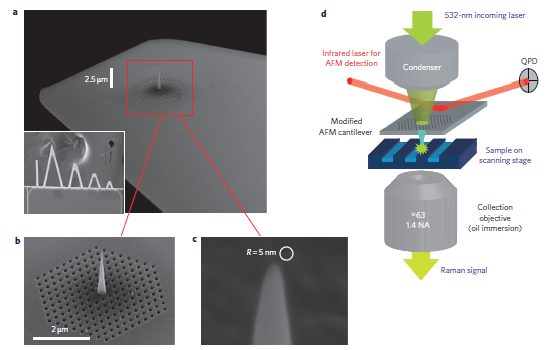 a
2.5 µm
b
2 µm
c
R = 5 nm
d
532-nm incoming laser
Infrared laser for
AFM detection
Condenser
QPD
Modified
AFM cantilever
Sample on
scanning stage
×63
1.4 NA
Collection
objective
(oil immersion)
Raman signal